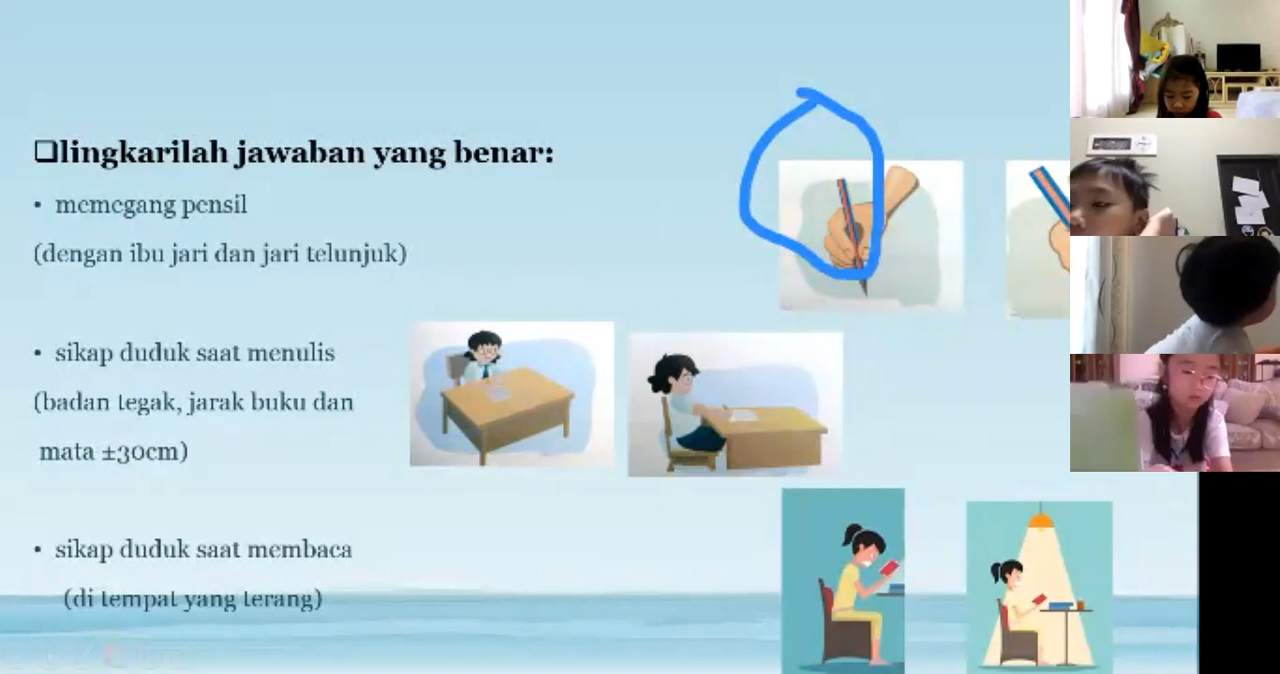 ❑lingkarilah jawaban yang benar:
• memegang pensil
(dengan ibu jari dan jari telunjuk)
• sikap duduk saat menulis
(badan tegak, jarak buku dan
mata ±30cm)
• sikap duduk saat membaca
(di tempat yang terang)